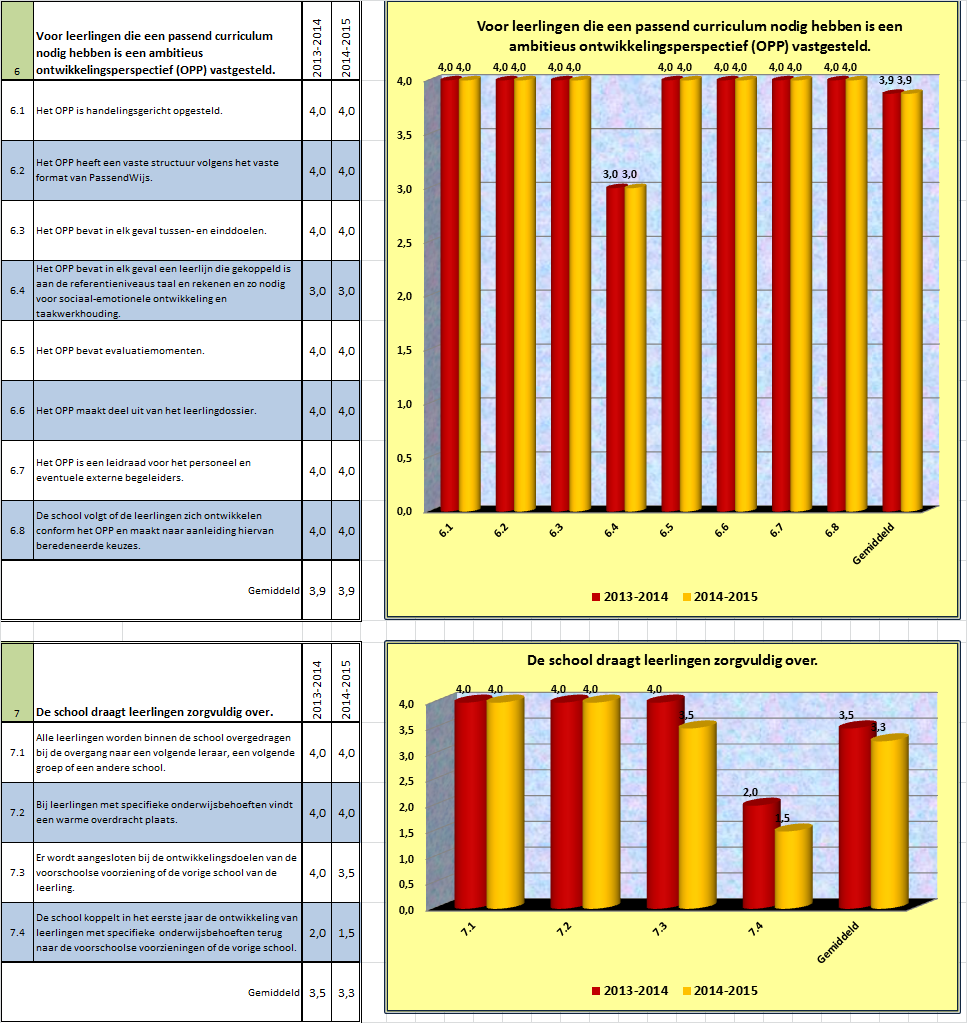 6
Voor leerlingen die een passend curriculum
nodig hebben is een ambitieus
ontwikkelingsperspectief (OPP) vastgesteld.
2013-2014
2014-2015
6.1 Het OPP is handelingsgericht opgesteld. 4,0 4,0
6.2 Het OPP heeft een vaste structuur volgens het vaste
format van PassendWijs. 4,0 4,0
6.3 Het OPP bevat in elk geval tussen- en einddoelen. 4,0 4,0
6.4 Het OPP bevat in elk geval een leerlijn die gekoppeld is
aan de referentieniveaus taal en rekenen en zo nodig
voor sociaal-emotionele ontwikkeling en
taakwerkhouding. 3,0 3,0
6.5 Het OPP bevat evaluatiemomenten. 4,0 4,0
6.6 Het OPP maakt deel uit van het leerlingdossier. 4,0 4,0
6.7 Het OPP is een leidraad voor het personeel en
eventuele externe begeleiders. 4,0 4,0
6.8 De school volgt of de leerlingen zich ontwikkelen
conform het OPP en maakt naar aanleiding hiervan
beredeneerde keuzes. 4,0 4,0
Gemiddeld 3,9 3,9
Voor leerlingen die een passend curriculum nodig hebben is een
ambitieus ontwikkelingsperspectief (OPP) vastgesteld.
4,0 4,0 4,0 4,0 4,0 4,0 3,0 3,0 4,0 4,0 4,0 4,0 4,0 4,0 4,0 4,0 3,9 3,9
4,0
3,5
3,0
2,5
2,0
1,5
1,0
0,5
0,0
6.1 6.2 6.3 6.4 6.5 6.6 6.7 6.8 Gemiddeld
2013-2014 2014-2015
7
De school draagt leerlingen zorgvuldig over.
2013-2014
2014-2015
7.1 Alle leerlingen worden binnen de school overgedragen
bij de overgang naar een volgende leraar, een volgende
groep of een andere school. 4,0 4,0
7.2 Bij leerlingen met specifieke onderwijsbehoeften vindt
een warme overdracht plaats. 4,0 4,0
7.3 Er wordt aangesloten bij de ontwikkelingsdoelen van de
voorschoolse voorziening of de vorige school van de
leerling. 4,0 3,5
7.4 De school koppelt in het eerste jaar de ontwikkeling van
leerlingen met specifieke onderwijsbehoeften terug
naar de voorschoolse voorzieningen of de vorige school. 2,0 1,5
Gemiddeld 3,5 3,3
De school draagt leerlingen zorgvuldig over.
4,0 4,0 4,0 4,0 4,0 3,5 2,0 1,5 3,5 3,3
4,0
3,5
3,0
2,5
2,0
1,5
1,0
0,5
0,0
7.1 7.2 7.3 7.4 Gemiddeld
2013-2014 2014-2015